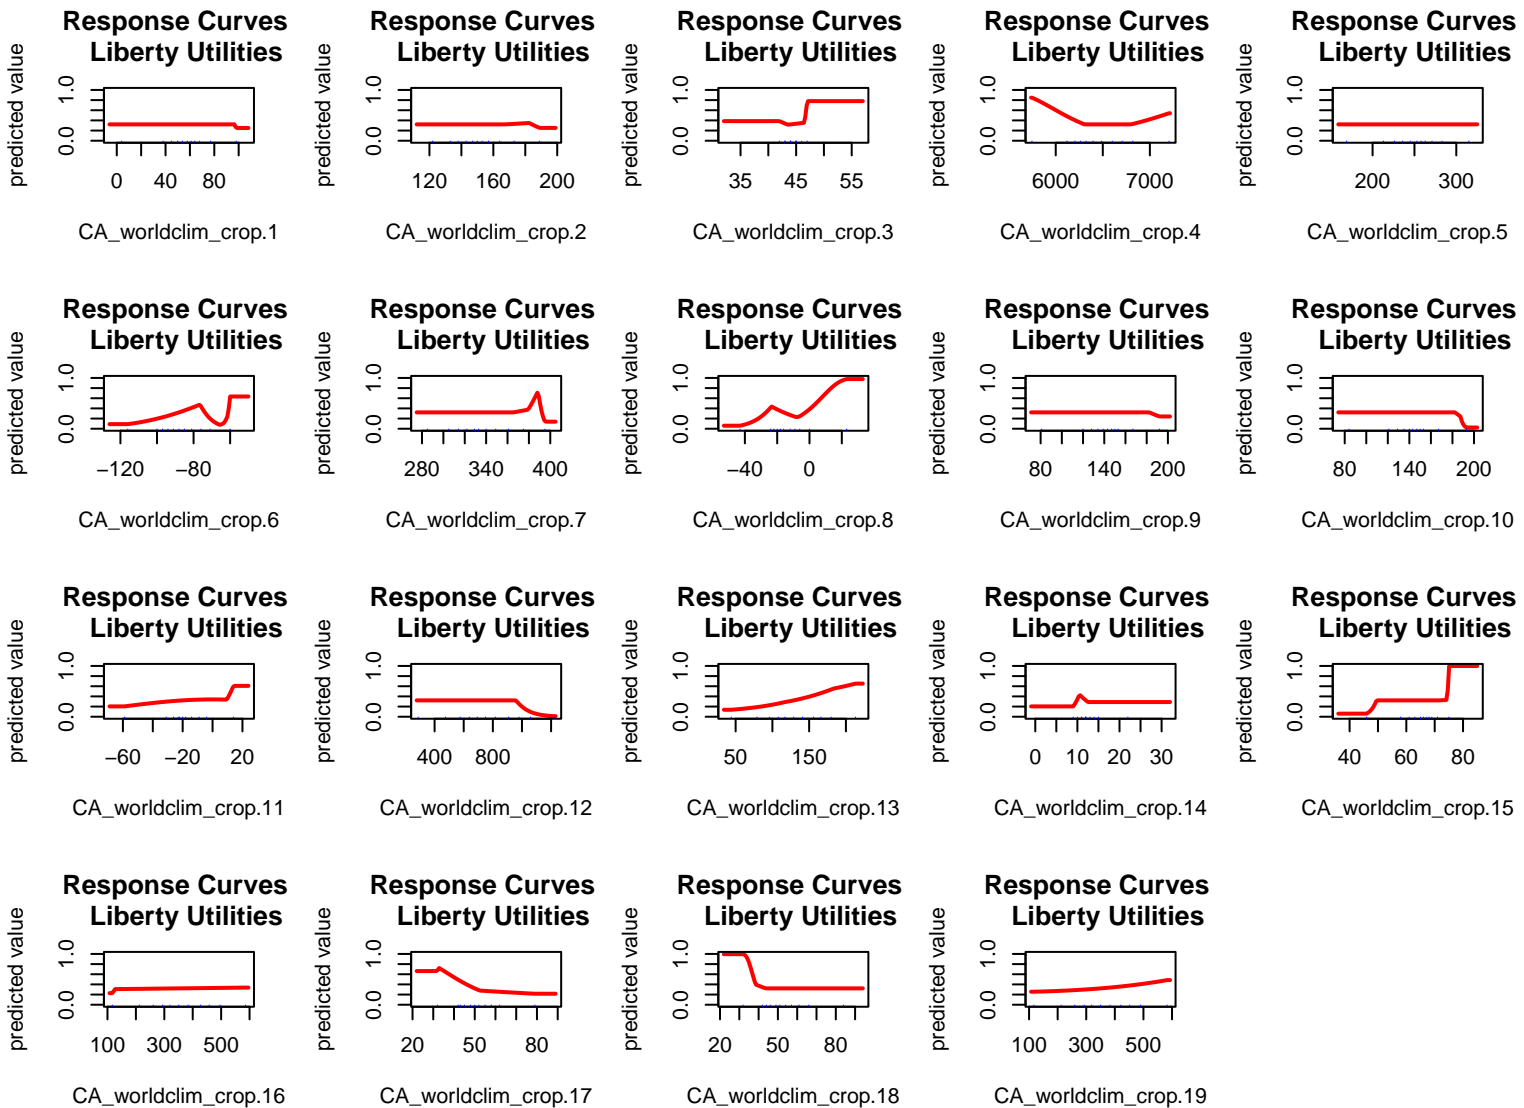 Response Curves
Liberty Utilities
predicted value
0.0 1.0
0 40 80
CA_worldclim_crop.1
Response Curves
Liberty Utilities
predicted value
0.0 1.0
120 160 200
CA_worldclim_crop.2
Response Curves
Liberty Utilities
predicted value
0.0 1.0
35 45 55
CA_worldclim_crop.3
Response Curves
Liberty Utilities
predicted value
0.0 1.0
6000 7000
CA_worldclim_crop.4
Response Curves
Liberty Utilities
predicted value
0.0 1.0
200 300
CA_worldclim_crop.5
Response Curves
Liberty Utilities
predicted value
0.0 1.0
−120 −80
CA_worldclim_crop.6
Response Curves
Liberty Utilities
predicted value
0.0 1.0
280 340 400
CA_worldclim_crop.7
Response Curves
Liberty Utilities
predicted value
0.0 1.0
−40 0
CA_worldclim_crop.8
Response Curves
Liberty Utilities
predicted value
0.0 1.0
80 140 200
CA_worldclim_crop.9
Response Curves
Liberty Utilities
predicted value
0.0 1.0
80 140 200
CA_worldclim_crop.10
Response Curves
Liberty Utilities
predicted value
0.0 1.0
−60 −20 20
CA_worldclim_crop.11
Response Curves
Liberty Utilities
predicted value
0.0 1.0
400 800
CA_worldclim_crop.12
Response Curves
Liberty Utilities
predicted value
0.0 1.0
50 150
CA_worldclim_crop.13
Response Curves
Liberty Utilities
predicted value
0.0 1.0
0 10 20 30
CA_worldclim_crop.14
Response Curves
Liberty Utilities
predicted value
0.0 1.0
40 60 80
CA_worldclim_crop.15
Response Curves
Liberty Utilities
predicted value
0.0 1.0
100 300 500
CA_worldclim_crop.16
Response Curves
Liberty Utilities
predicted value
0.0 1.0
20 50 80
CA_worldclim_crop.17
Response Curves
Liberty Utilities
predicted value
0.0 1.0
20 50 80
CA_worldclim_crop.18
Response Curves
Liberty Utilities
predicted value
0.0 1.0
100 300 500
CA_worldclim_crop.19